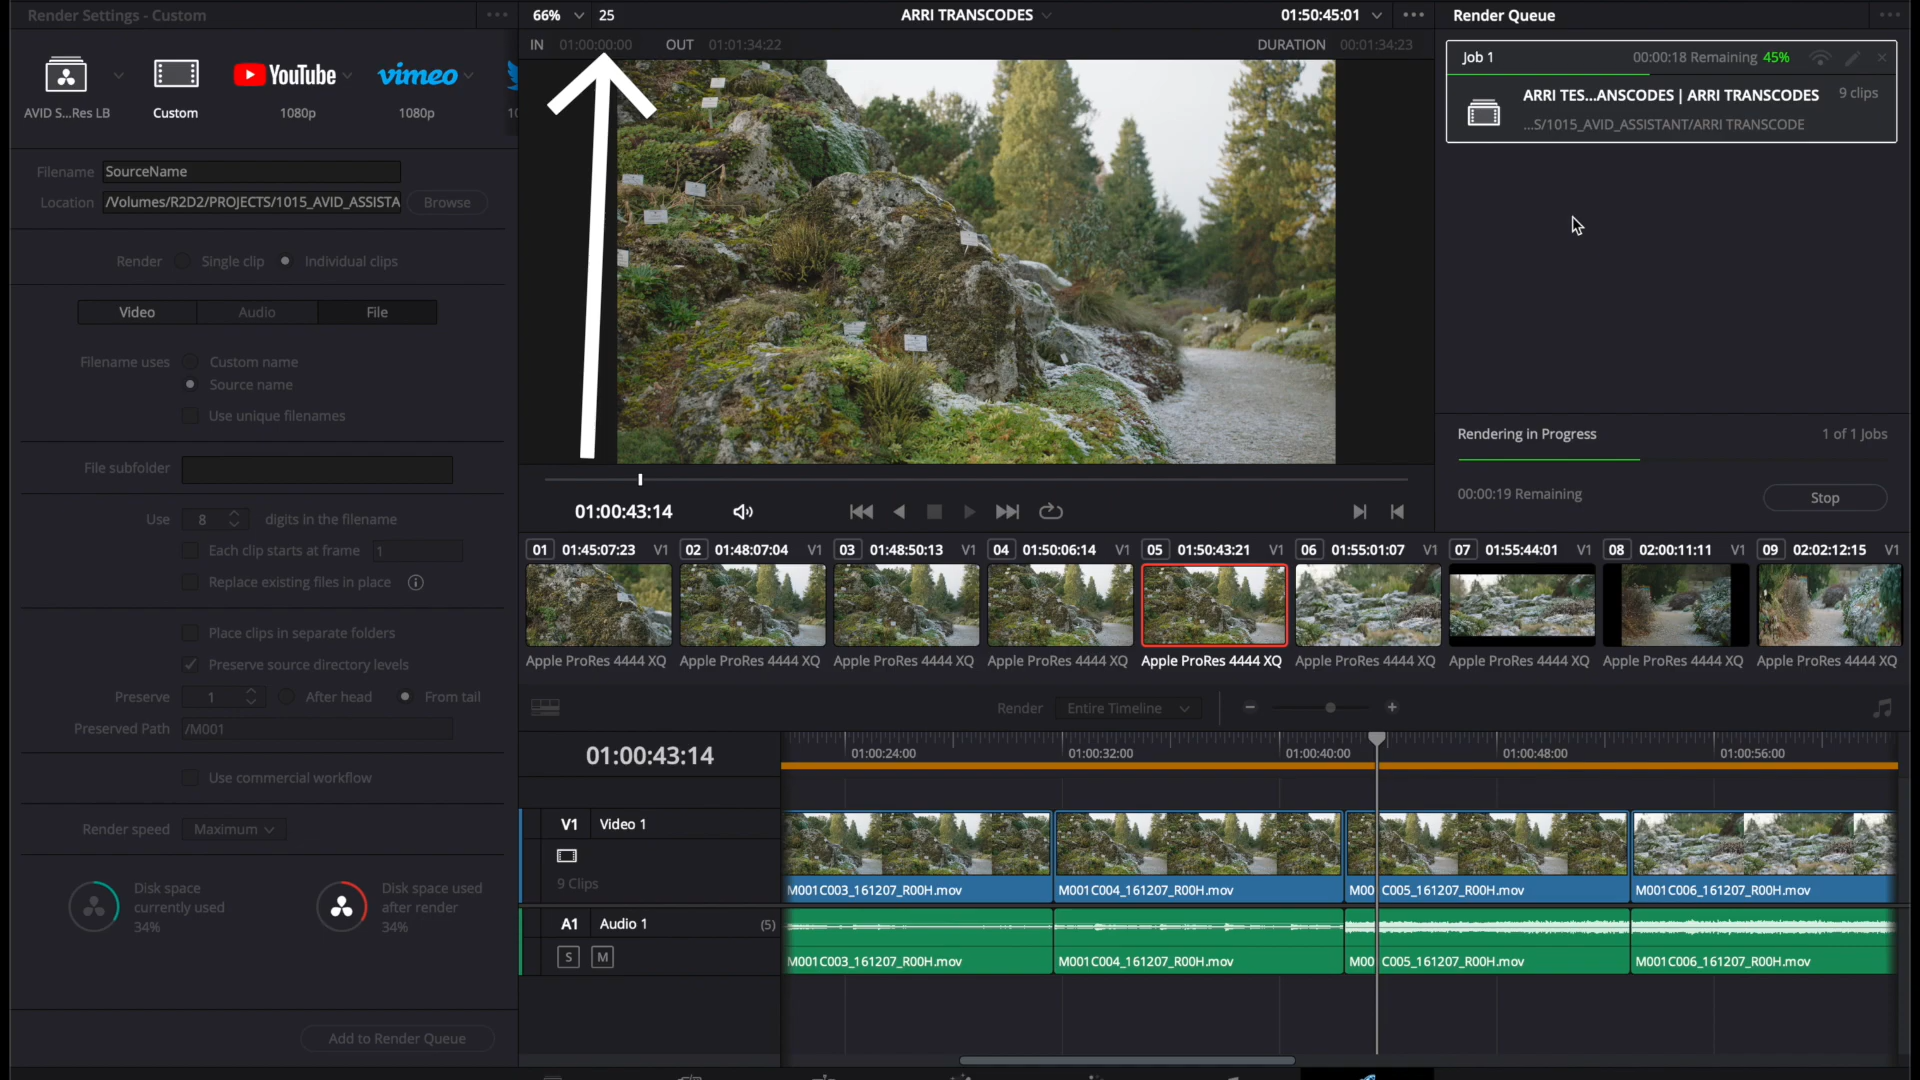 Render Settings - Custom
66% 25 ARRI TRANSCODES 01:50:45:01
Render Queue
IN 01:00:00:00 OUT 01:01:34:22 DURATION 00:01:34:23
Job 1 00:00:18 Remaining 45%
ARRI TES...ANSCODES | ARRI TRANSCODES 9 clips
...S/1015_AVID_ASSISTANT/ARRI TRANSCODE
YouTube vimeo
AVID S...Res LB Custom 1080p 1080p 10
Filename SourceName
Location /Volumes/R2D2/PROJECTS/1015_AVID_ASSISTA Browse
Render Single clip Individual clips
Video Audio File
Filename uses Custom name
Source name
Use unique filenames
File subfolder
Use 8 digits in the filename
Each clip starts at frame 1
Replace existing files in place
Place clips in separate folders
Preserve source directory levels
Preserve 1 After head From tail
Preserved Path /M001
Use commercial workflow
Render speed Maximum
Disk space currently used 34%
Disk space used after render 34%
Add to Render Queue
Rendering in Progress 1 of 1 Jobs
00:00:19 Remaining Stop
01:00:43:14
01 01:45:07:23 V1 02 01:48:07:04 V1 03 01:48:50:13 V1 04 01:50:06:14 V1 05 01:50:43:21 V1 06 01:55:01:07 V1 07 01:55:44:01 V1 08 02:00:11:11 V1 09 02:02:12:15 V1
Apple ProRes 4444 XQ Apple ProRes 4444 XQ Apple ProRes 4444 XQ Apple ProRes 4444 XQ Apple ProRes 4444 XQ Apple ProRes 4444 XQ Apple ProRes 4444 XQ Apple ProRes 4444 XQ Apple ProRes 4444 XQ
Render Entire Timeline
01:00:43:14 01:00:24:00 01:00:32:00 01:00:40:00 01:00:48:00 01:00:56:00
V1 Video 1
9 Clips
M001C003_161207_R00H.mov M001C004_161207_R00H.mov M00 C005_161207_R00H.mov M001C006_161207_R00H.mov
A1 Audio 1 (5)
S M
M001C003_161207_R00H.mov M001C004_161207_R00H.mov M00 C005_161207_R00H.mov M001C006_161207_R00H.mov